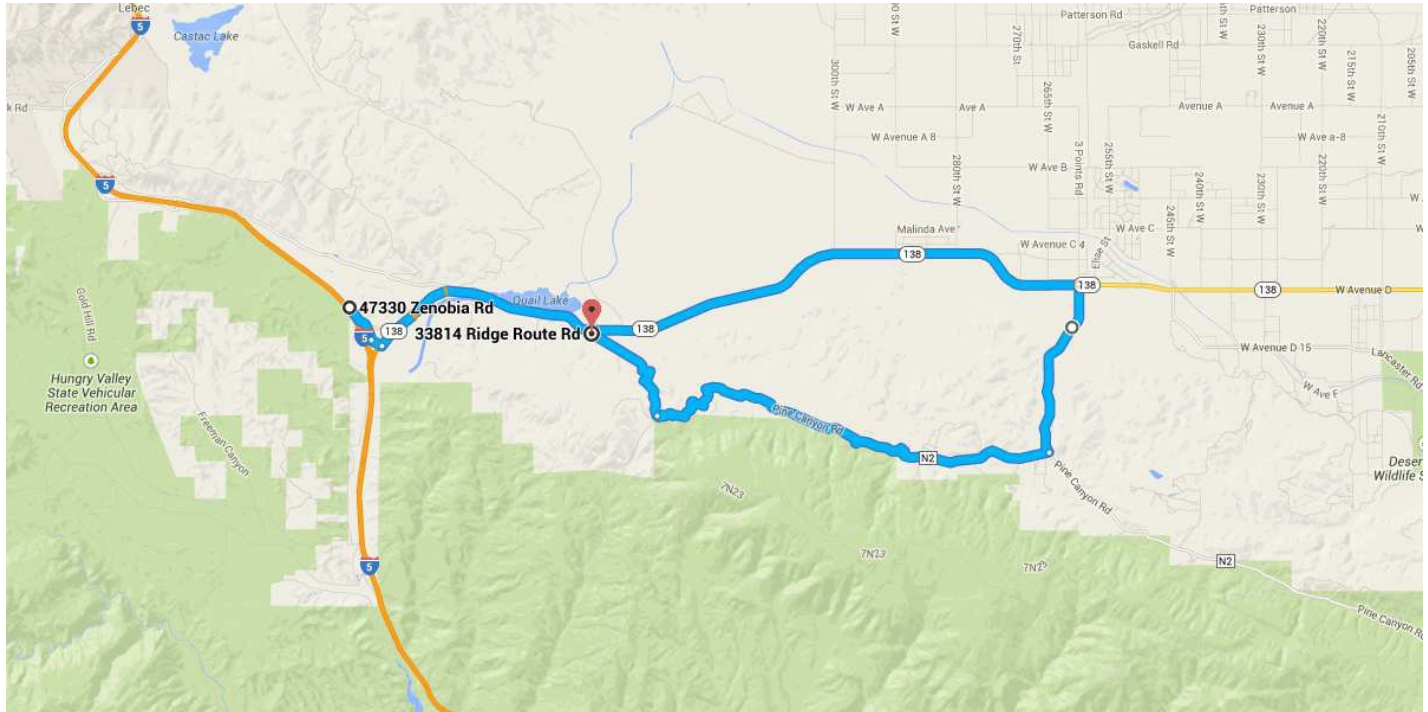 Lebec
5
Castac Lake
Patterson Rd
Patterson
270th St
Gaskell Rd
300th St W
265th St W
230th St W
220th St W
215th St W
205th St W
k Rd
W Ave A
Ave A
Avenue A
Avenue A
W Avenue A 8
W Ave a-8
210th St W
280th St W
3 Points Rd
255th St W
W Ave B
5
240th St W
230th St W
220th St W
245th St W
W A
Malinda Ave
W Ave C
W Avenue C 4
138
Elise St
Gold Hill Rd
138
138
W Avenue D
Quail Lake
47330 Zenobia Rd
138
33814 Ridge Route Rd
138
5
W Avenue D 15
Lancaster Rd
Hungry Valley
State Vehicular
Recreation Area
W Ave F
Freeman Canyon
Pine Canyon Rd
N2
Deser
Wildlife S
Pine Canyon Rd
7N23
7N23
7N23
N2
5
Pine Canyon Rd